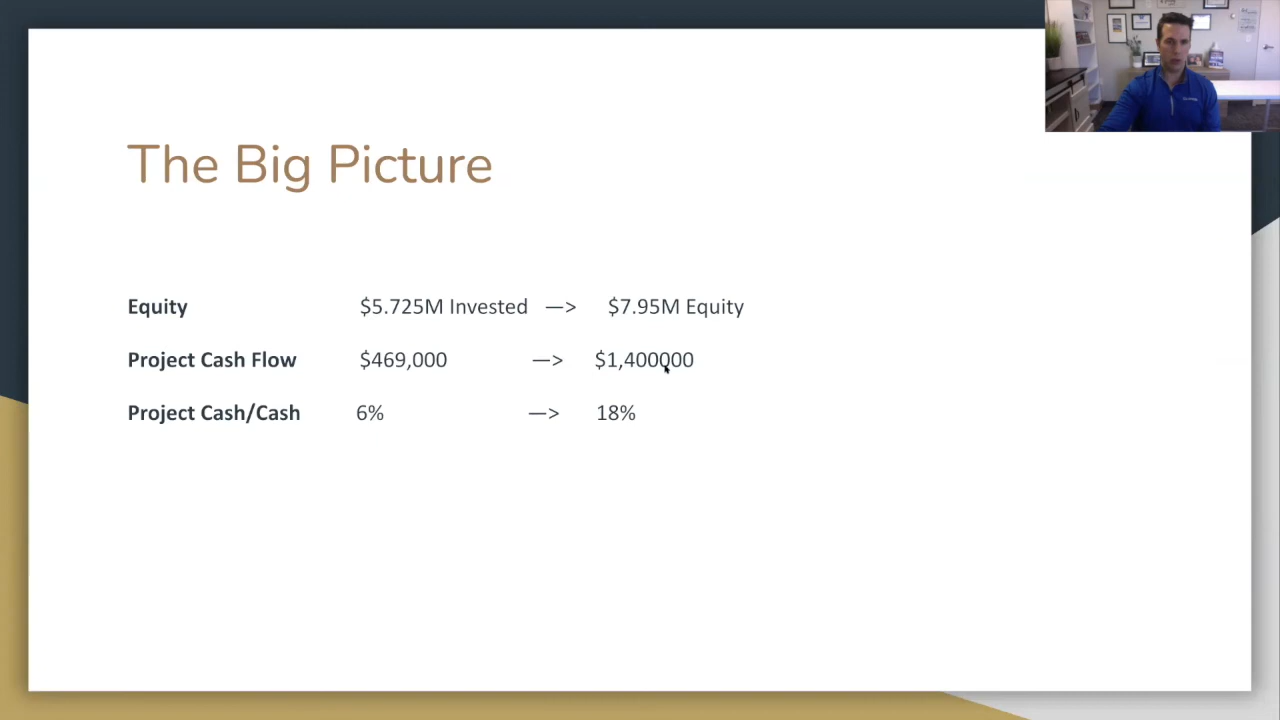 The Big Picture
Equity $5.725M Invested —> $7.95M Equity
Project Cash Flow $469,000 —> $1,400000
Project Cash/Cash 6% —> 18%